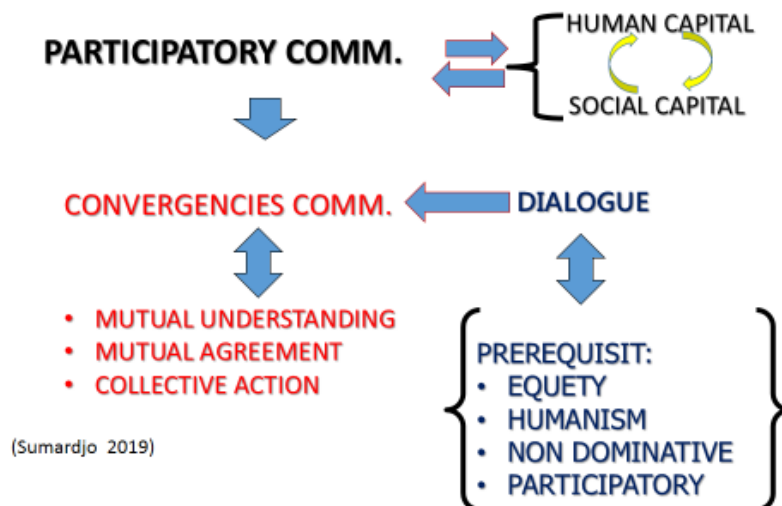 PARTICIPATORY COMM.
HUMAN CAPITAL
SOCIAL CAPITAL
CONVERGENCIES COMM.
DIALOGUE
• MUTUAL UNDERSTANDING
• MUTUAL AGREEMENT
• COLLECTIVE ACTION
PREREQUISIT:
• EQUETY
• HUMANISM
• NON DOMINATIVE
• PARTICIPATORY
(Sumardjo 2019)